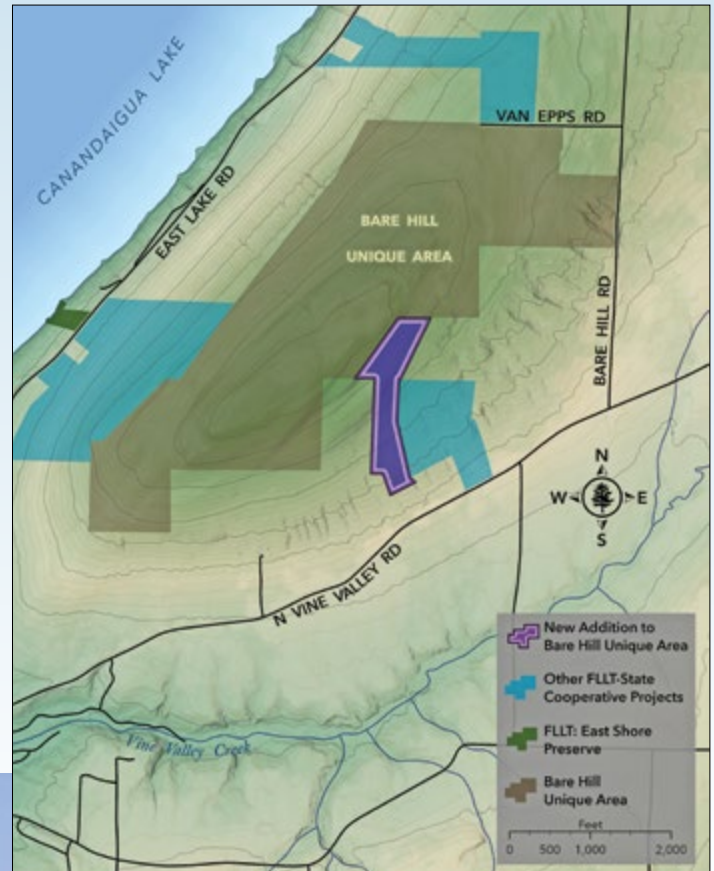 CANANDAIGUA LAKE
VAN EPPS RD
EAST LAKE RD
BARE HILL
UNIQUE AREA
BARE HILL RD
N
W E
S
N VINE VALLEY RD
Vine Valley Creek
New Addition to
Bare Hill Unique Area
Other FLLT-State
Cooperative Projects
FLLT: East Shore
Preserve
Bare Hill
Unique Area
Feet
0 500 1,000 2,000